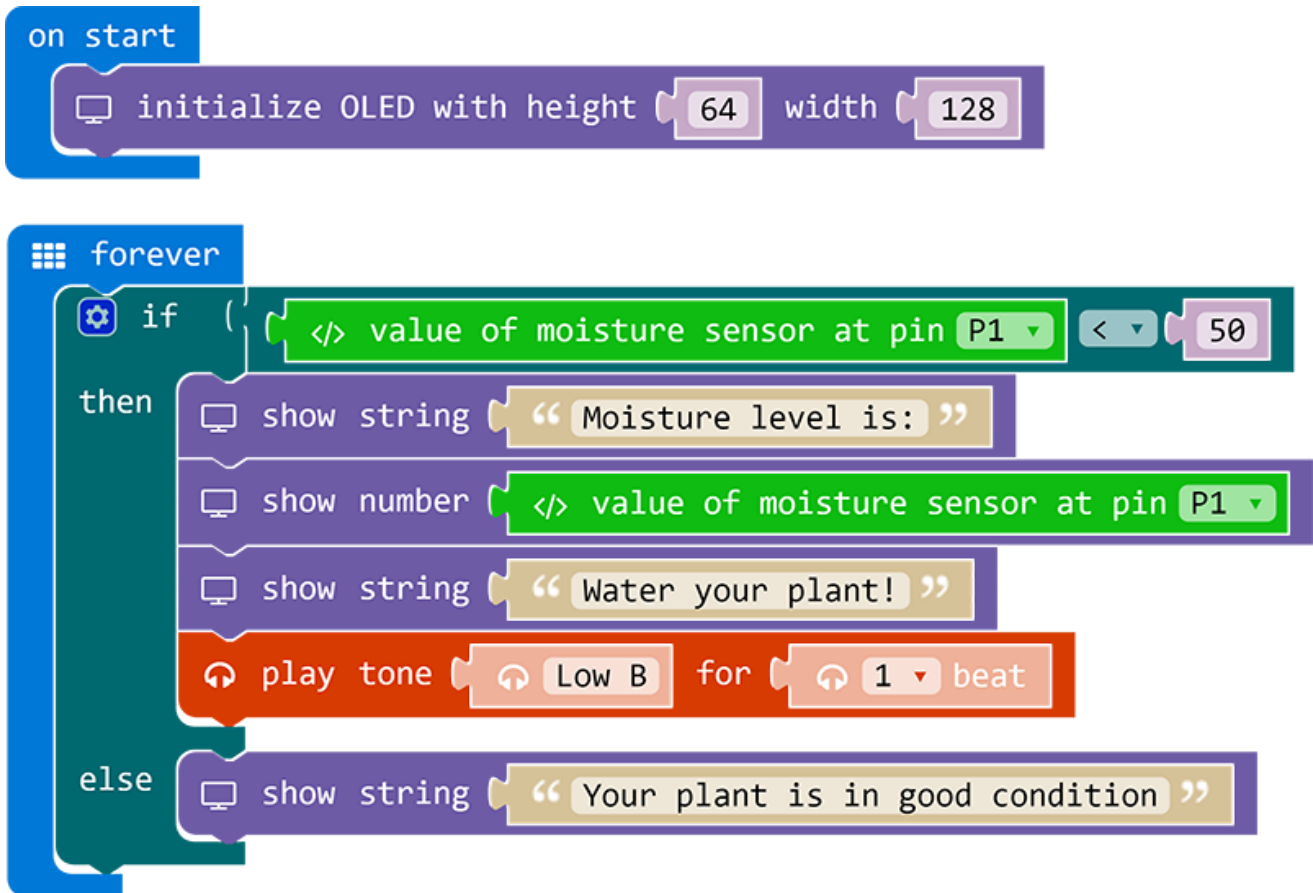 on start
initialize OLED with height 64 width 128
forever
if ( </> value of moisture sensor at pin P1 < 50
then show string “ Moisture level is: ”
show number </> value of moisture sensor at pin P1
show string “ Water your plant! ”
play tone Low B for 1 beat
else show string “ Your plant is in good condition ”